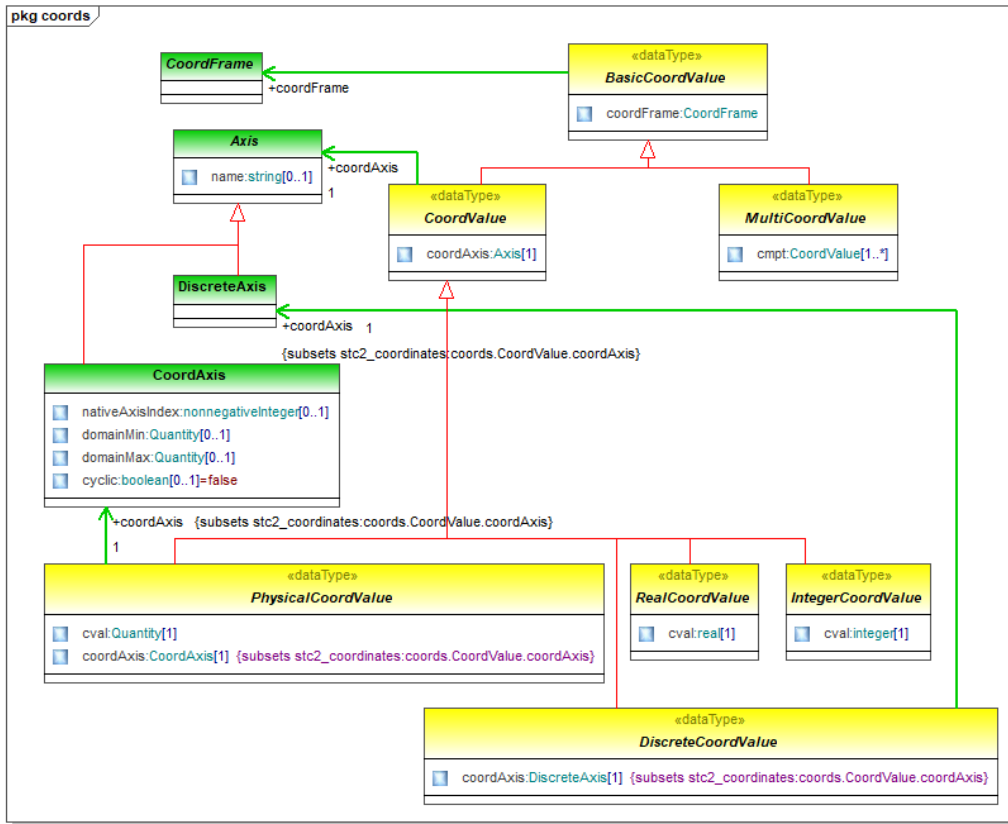 pkg coords
CoordFrame
+coordFrame
«dataType»
BasicCoordValue
coordFrame:CoordFrame
Axis
name:string[0..1]
+coordAxis
1
«dataType»
CoordValue
coordAxis:Axis[1]
«dataType»
MultiCoordValue
cmpt:CoordValue[1..*]
DiscreteAxis
+coordAxis 1
{subsets stc2_coordinates:coords.CoordValue.coordAxis}
CoordAxis
nativeAxisIndex:nonnegativeInteger[0..1]
domainMin:Quantity[0..1]
domainMax:Quantity[0..1]
cyclic:boolean[0..1]=false
+coordAxis {subsets stc2_coordinates:coords.CoordValue.coordAxis}
1
«dataType»
PhysicalCoordValue
cval:Quantity[1]
coordAxis:CoordAxis[1] {subsets stc2_coordinates:coords.CoordValue.coordAxis}
«dataType»
RealCoordValue
cval:real[1]
«dataType»
IntegerCoordValue
cval:integer[1]
«dataType»
DiscreteCoordValue
coordAxis:DiscreteAxis[1] {subsets stc2_coordinates:coords.CoordValue.coordAxis}